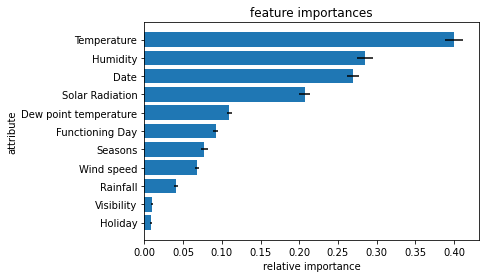 feature importances
Temperature
Humidity
Date
Solar Radiation
Dew point temperature
Functioning Day
Seasons
Wind speed
Rainfall
Visibility
Holiday
attribute
0.00 0.05 0.10 0.15 0.20 0.25 0.30 0.35 0.40
relative importance